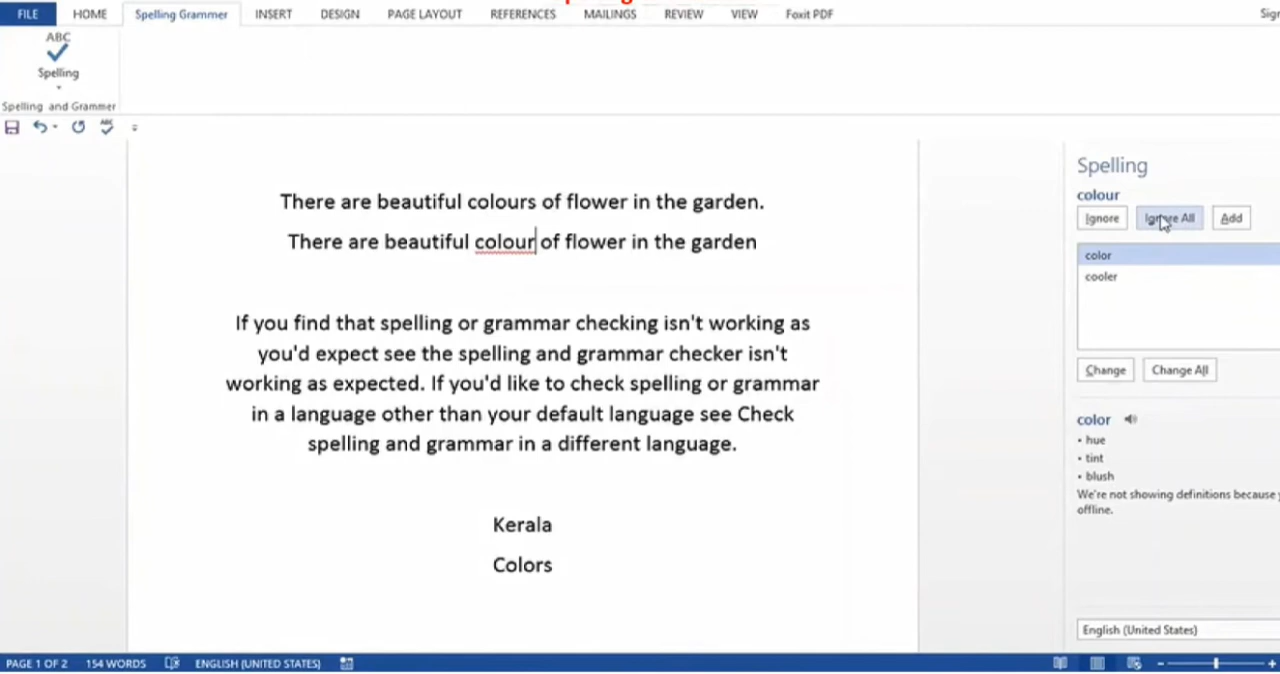 FILE HOME Spelling Grammer INSERT DESIGN PAGE LAYOUT REFERENCES MAILINGS REVIEW VIEW Foxit PDF
ABC
Spelling
Spelling and Grammer
There are beautiful colours of flower in the garden.
There are beautiful colour of flower in the garden
If you find that spelling or grammar checking isn't working as
you'd expect see the spelling and grammar checker isn't
working as expected. If you'd like to check spelling or grammar
in a language other than your default language see Check
spelling and grammar in a different language.
Kerala
Colors
Spelling
colour
Ignore Ignore All Add
color
cooler
Change Change All
color
• hue
• tint
• blush
We're not showing definitions because
offline.
English (United States)
PAGE 1 OF 2 154 WORDS ENGLISH (UNITED STATES)